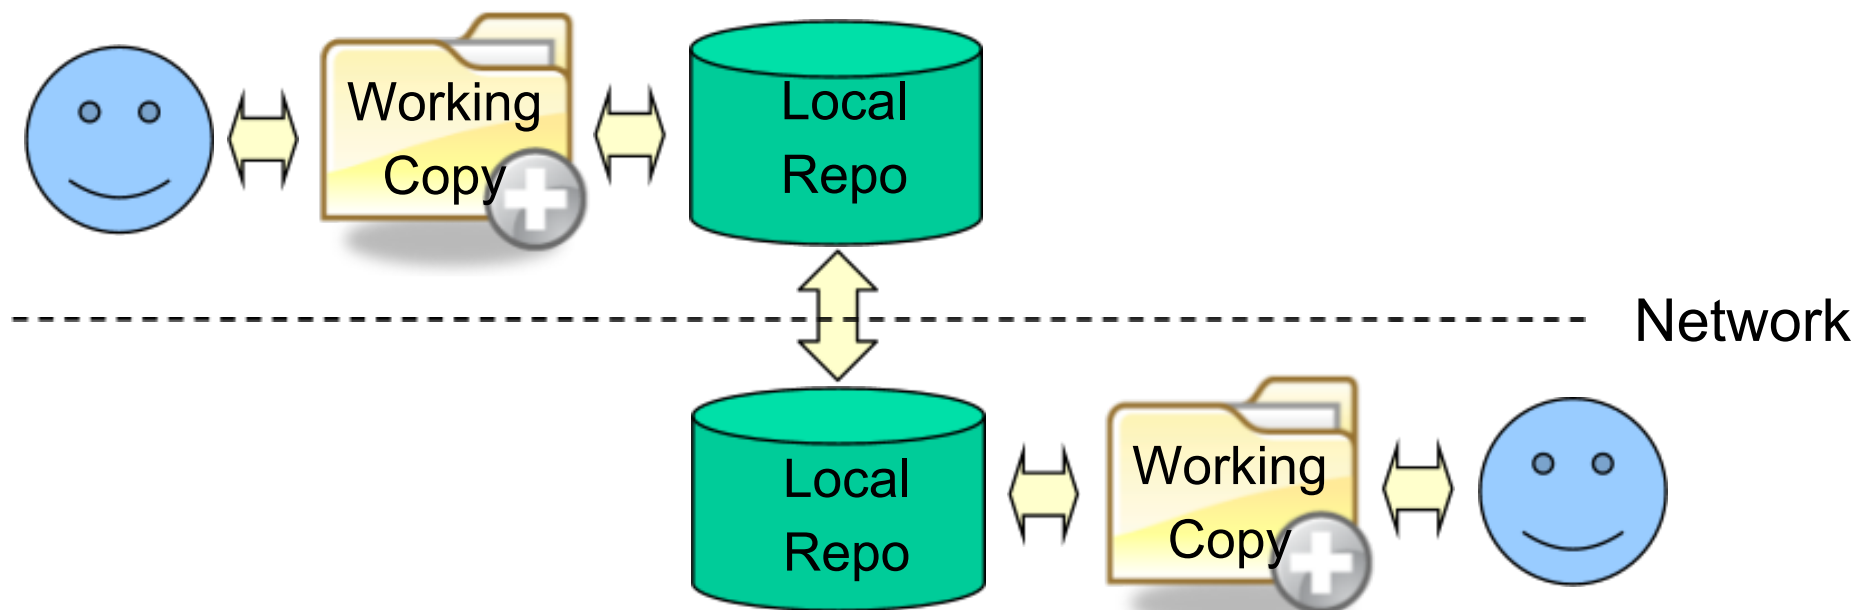 Working
Copy
Local
Repo
Network
Local
Repo
Working
Copy